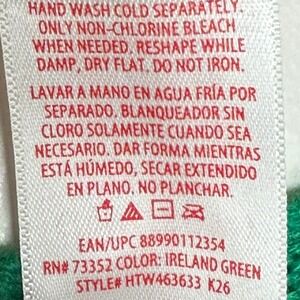 HAND WASH COLD SEPARATELY.
ONLY NON-CHLORINE BLEACH
WHEN NEEDED, RESHAPE WHILE
DAMP, DRY FLAT. DO NOT IRON.
LAVAR A MANO EN AGUA FRÍA POR
SEPARADO. BLANQUEADOR SIN
CLORO SOLAMENTE CUANDO SEA
NECESARIO. DAR FORMA MIENTRAS
ESTÁ HÚMEDO, SECAR EXTENDIDO
EN PLANO. NO PLANCHAR.
EAN/UPC 88990112354
RN# 73352 COLOR: IRELAND GREEN
STYLE# HTW463633 K26